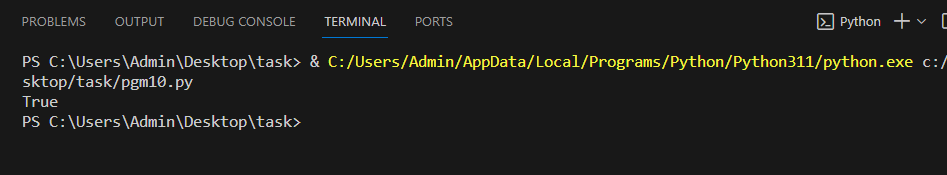 PROBLEMS OUTPUT DEBUG CONSOLE TERMINAL PORTS Python
PS C:\Users\Admin\Desktop\task> & C:/Users/Admin/AppData/Local/Programs/Python/Python311/python.exe c:/
sktop/task/pgm10.py
True
PS C:\Users\Admin\Desktop\task>